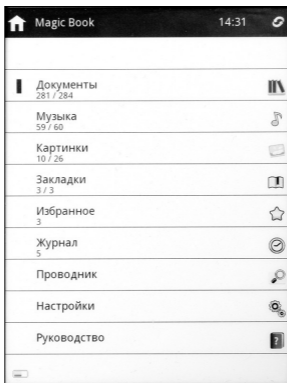 Magic Book 14:31
Документы
281 / 284
Музыка
59 / 60
Картинки
10 / 26
Закладки
3 / 3
Избранное
3
Журнал
5
Проводник
Настройки
Руководство
?